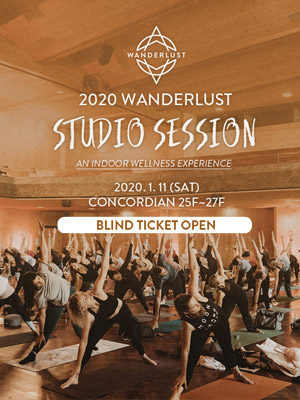 WANDERLUST
2020 WANDERLUST
STUDIO SESSION
AN INDOOR WELLNESS EXPERIENCE
2020. 1. 11 (SAT)
CONCORDIAN 25F~27F
BLIND TICKET OPEN